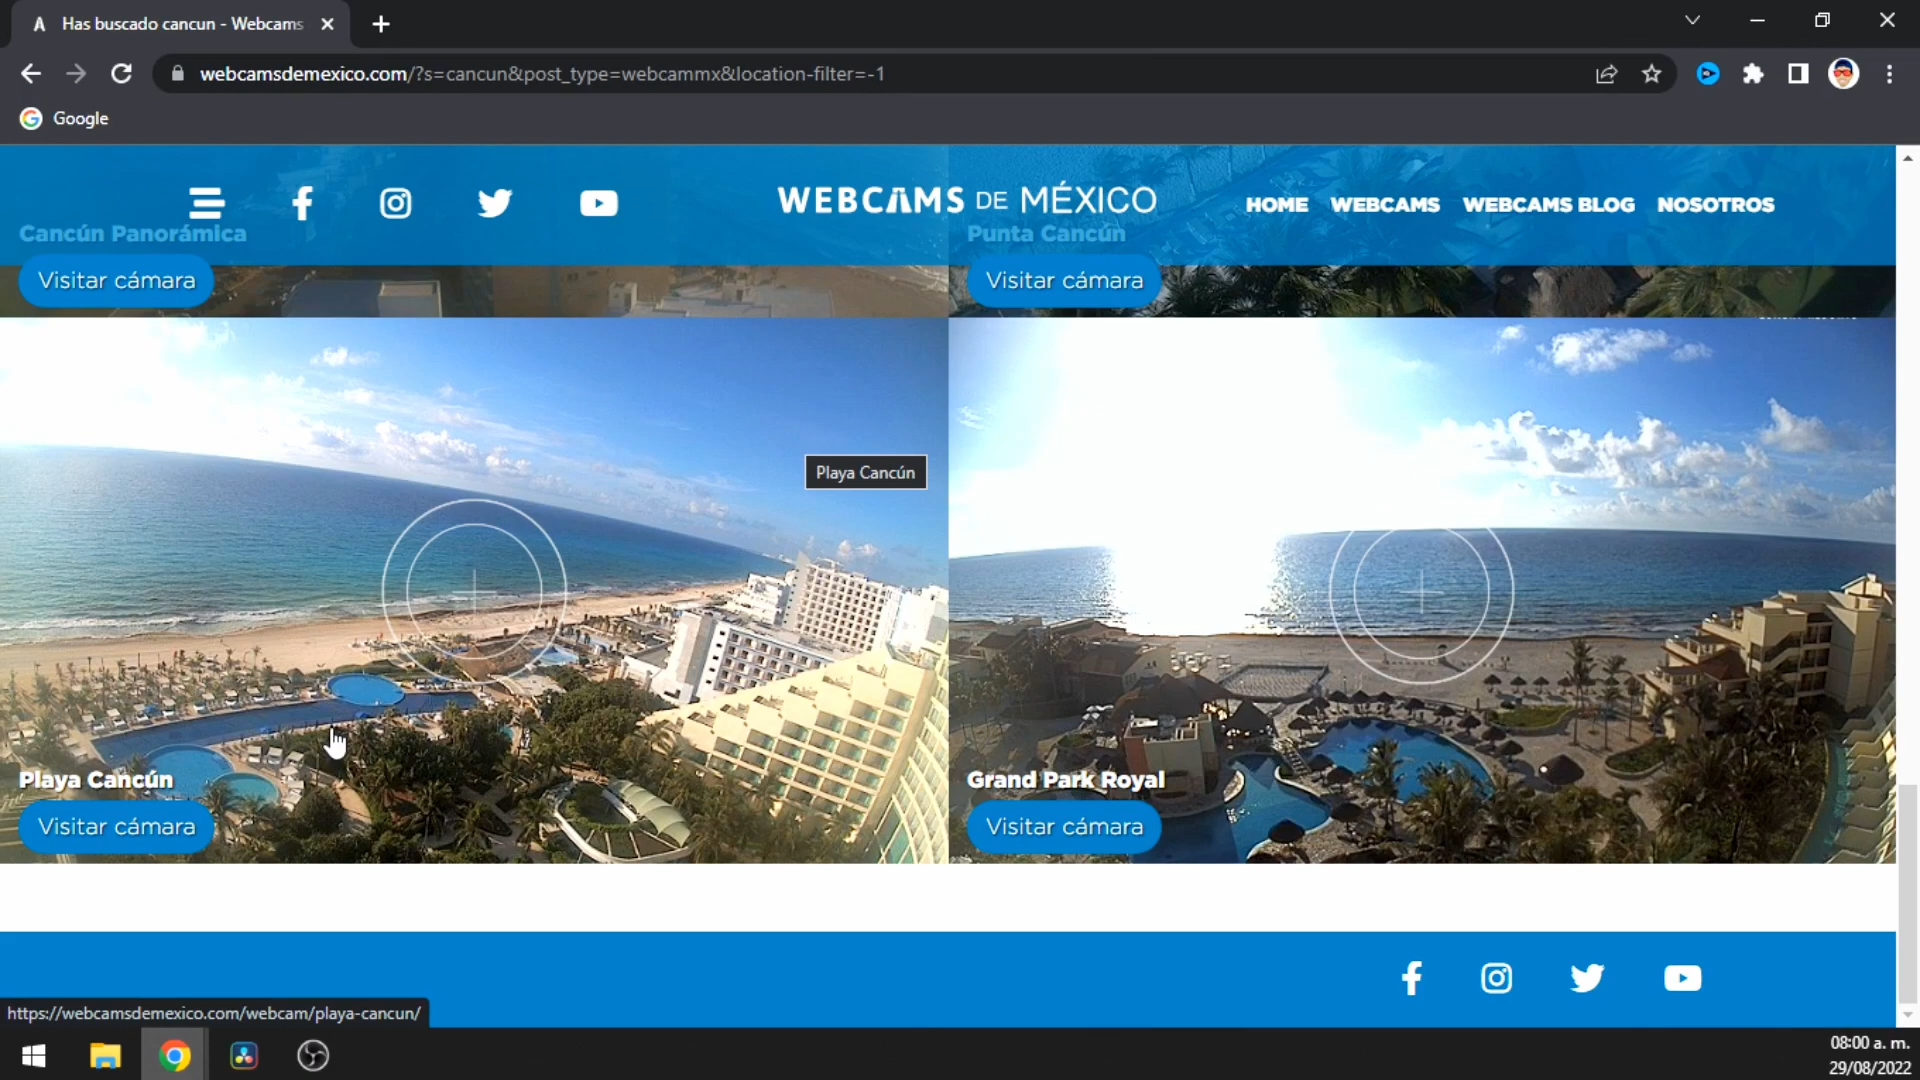 Has buscado cancun - Webcams
webcamsdemexico.com/?s=cancun&post_type=webcammx&location-filter=-1
Google
WEBCAMS DE MÉXICO
HOME WEBCAMS WEBCAMS BLOG NOSOTROS
Cancún Panorámica
Punta Cancún
Visitar cámara
Visitar cámara
Playa Cancún
Playa Cancún
Grand Park Royal
Visitar cámara
Visitar cámara
https://webcamsdemexico.com/webcam/playa-cancun/
08:00 a. m.
29/08/2022